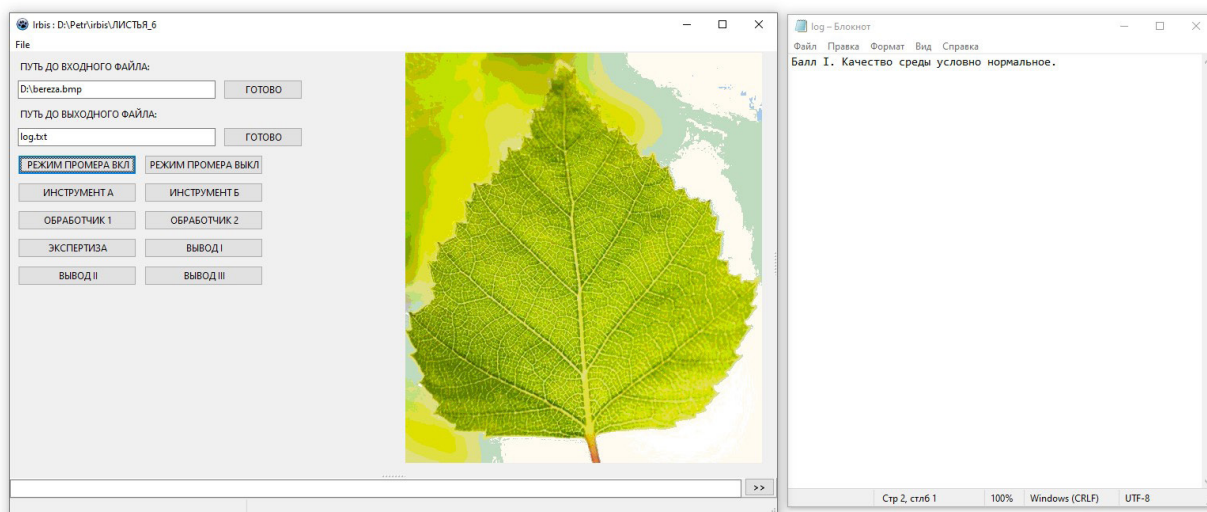 Irbis : D:\Petr\irbis\ЛИСТЬЯ_6
File
ПУТЬ ДО ВХОДНОГО ФАЙЛА:
D:\bereza.bmp ГОТОВО
ПУТЬ ДО ВЫХОДНОГО ФАЙЛА:
log.txt ГОТОВО
РЕЖИМ ПРОМЕРА ВКЛ РЕЖИМ ПРОМЕРА ВЫКЛ
ИНСТРУМЕНТ А ИНСТРУМЕНТ Б
ОБРАБОТЧИК 1 ОБРАБОТЧИК 2
ЭКСПЕРТИЗА ВЫВОД I
ВЫВОД II ВЫВОД III
>>
log – Блокнот
Файл Правка Формат Вид Справка
Балл I. Качество среды условно нормальное.
Стр 2, стлб 1 100% Windows (CRLF) UTF-8